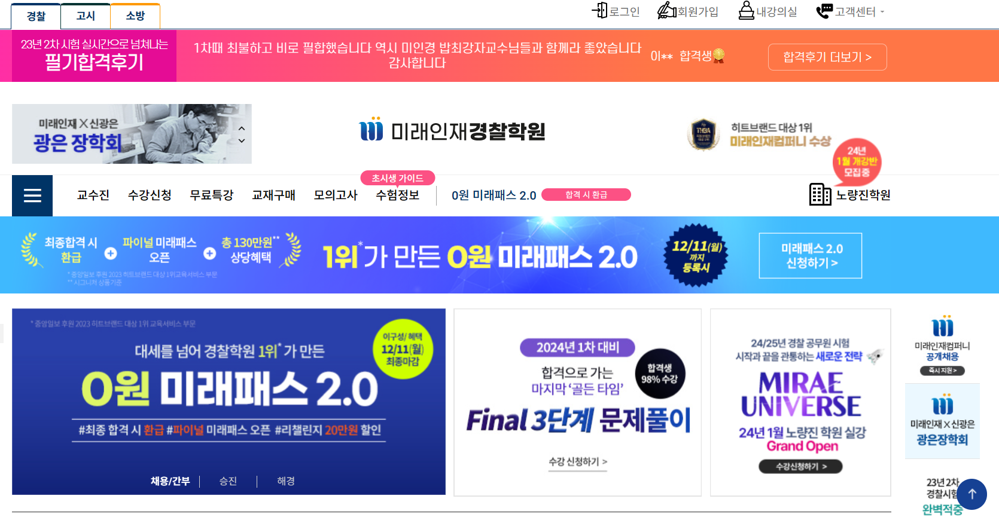 경찰
고시
소방
로그인
회원가입
내강의실
고객센터
23년 2차 시험 실시간으로 넘쳐나는
필기합격후기
1차때 최불하고 비로 필합했습니다 역시 미인경 밥최강자교수님들과 함께라 좋았습니다
감사합니다
이** 합격생
합격후기 더보기 >
미래인재 X 신광은
광은 장학회
미래인재경찰학원
THBA
히트브랜드 대상 1위
미래인재컴퍼니 수상
24년
1월 개강반
모집중
초시생 가이드
교수진
수강신청
무료특강
교재구매
모의고사
수험정보
0원 미래패스 2.0
합격 시 환급
노량진학원
최종합격 시
환급
파이널 미래패스
오픈
총 130만원**
상당혜택
* 중앙일보 후원 2023 히트브랜드 대상 1위교육서비스 부문
** 시그니처 상품기준
1위*가 만든 0원 미래패스 2.0
12/11(월)
까지
등록시
미래패스 2.0
신청하기 >
* 중앙일보 후원 2023 히트브랜드 대상 1위 교육서비스 부문
이구성/혜택
12/11(월)
최종마감
대세를 넘어 경찰학원 1위* 가 만든
0원 미래패스 2.0
#최종 합격 시 환급 #파이널 미래패스 오픈 #리챌린지 20만원 할인
채용/간부
승진
해경
2024년 1차 대비
합격으로 가는
마지막 ‘골든 타임’
합격생
98% 수강
Final 3단계 문제풀이
수강 신청하기 >
24/25년 경찰 공무원 시험
시작과 끝을 관통하는 새로운 전략
MIRAE
UNIVERSE
24년 1월 노량진 학원 실강
Grand Open
수강신청하기 >
미래인재컴퍼니
공개채용
즉시 지원 >
미래인재 X 신광은
광은장학회
23년 2차
경찰시험
완벽적중